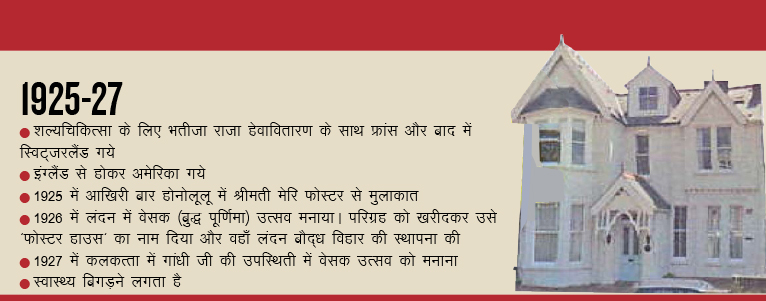 1925-27
● शल्यचिकित्सा के लिए भतीजा राजा हेवावितारण के साथ फ्रांस और बाद में
स्विट्जरलैंड गये
● इंग्लैंड से होकर अमेरिका गये
● 1925 में आखिरी बार होनोलूलू में श्रीमती मेरि फोस्टर से मुलाकात
● 1926 में लंदन में वेसक (बुद्ध पूर्णिमा) उत्सव मनाया। परिग्रह को खरीदकर उसे
'फोस्टर हाउस' का नाम दिया और वहाँ लंदन बौद्ध विहार की स्थापना की
● 1927 में कलकत्ता में गांधी जी की उपस्थिती में वेसक उत्सव को मनाना
● स्वास्थ्य बिगड़ने लगता है